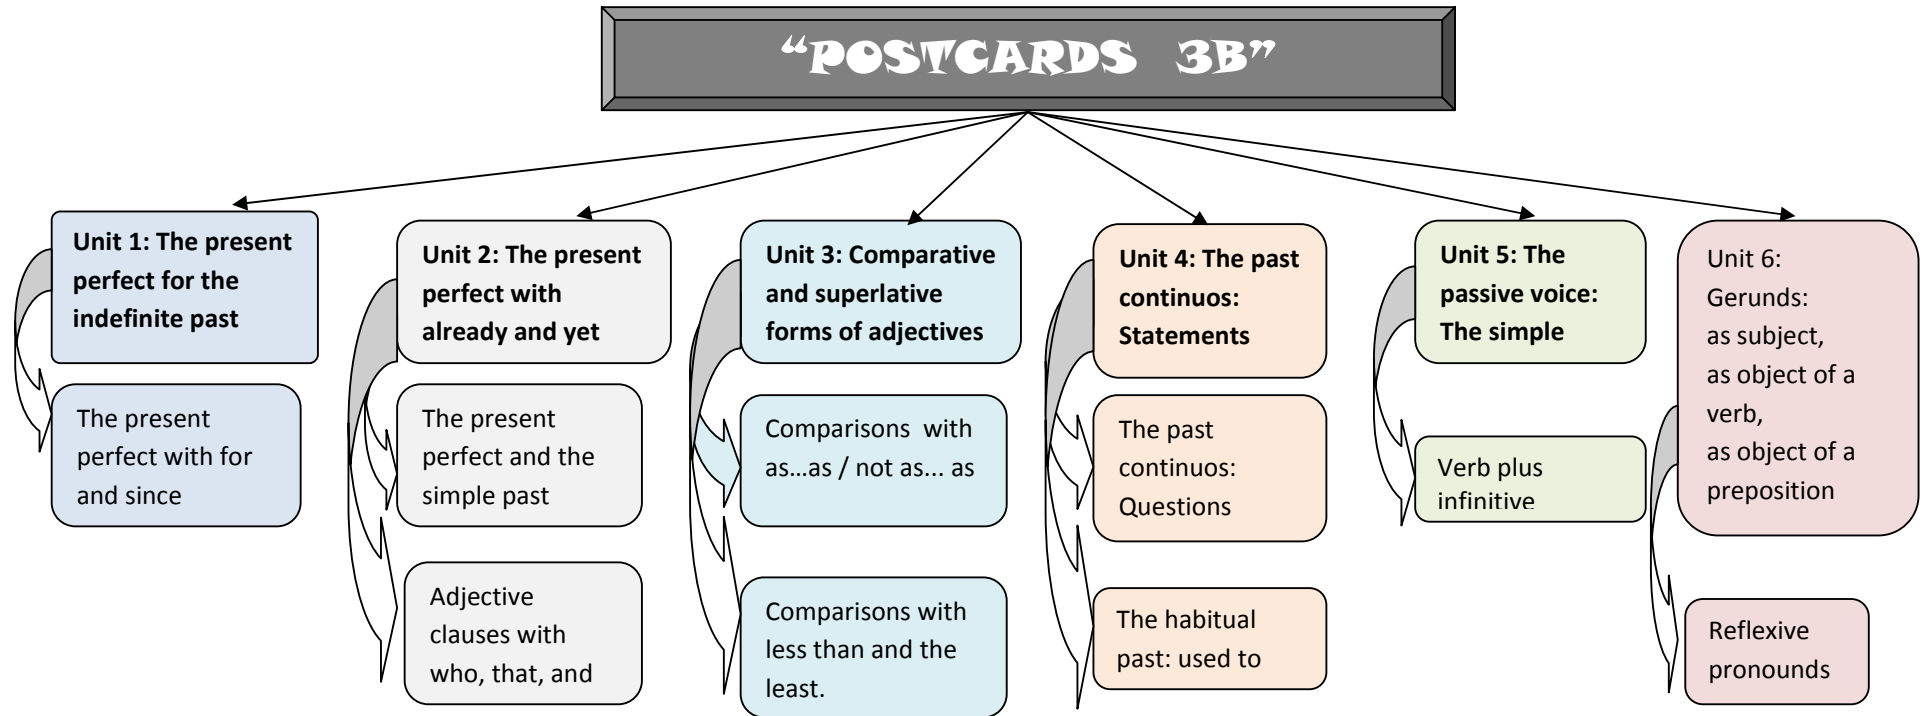 “POSTCARDS 3B”
Unit 1: The present
perfect for the
indefinite past
The present
perfect with for
and since
Unit 2: The present
perfect with
already and yet
The present
perfect and the
simple past
Adjective
clauses with
who, that, and
Unit 3: Comparative
and superlative
forms of adjectives
Comparisons with
as...as / not as... as
Comparisons with
less than and the
least.
Unit 4: The past
continuos:
Statements
The past
continuos:
Questions
The habitual
past: used to
Unit 5: The
passive voice:
The simple
Verb plus
infinitive
Unit 6:
Gerunds:
as subject,
as object of a
verb,
as object of a
preposition
Reflexive
pronounds